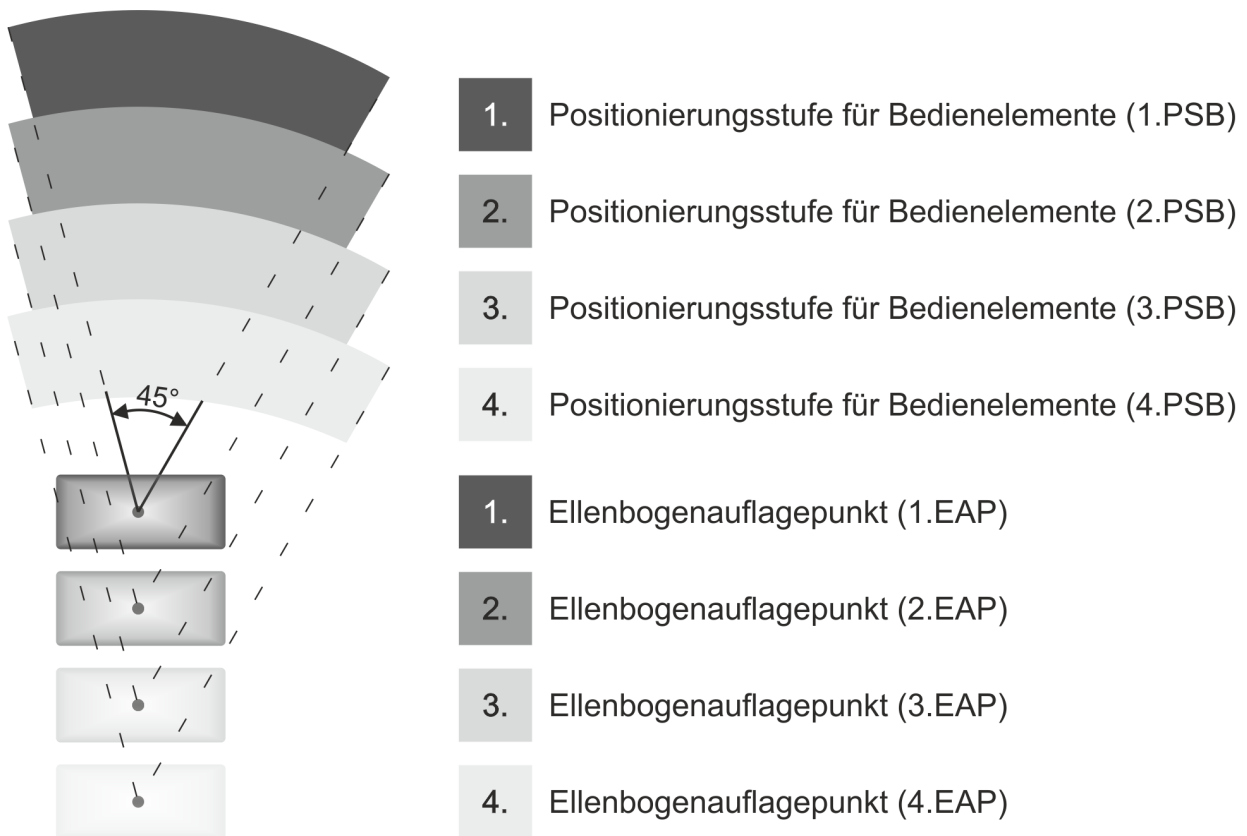 45°
1. Positionierungsstufe für Bedienelemente (1.PSB)
2. Positionierungsstufe für Bedienelemente (2.PSB)
3. Positionierungsstufe für Bedienelemente (3.PSB)
4. Positionierungsstufe für Bedienelemente (4.PSB)
1. Ellenbogenauflagepunkt (1.EAP)
2. Ellenbogenauflagepunkt (2.EAP)
3. Ellenbogenauflagepunkt (3.EAP)
4. Ellenbogenauflagepunkt (4.EAP)